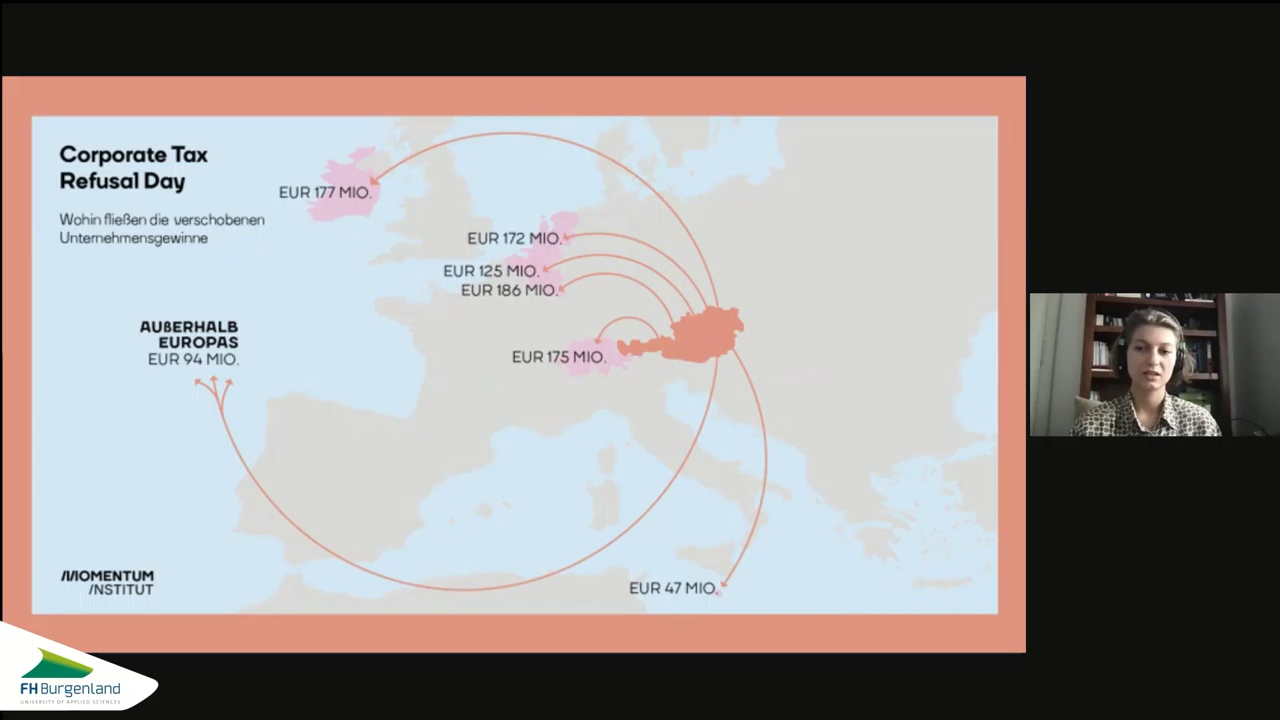 Corporate Tax
Refusal Day
Wohin fließen die verschobenen
Unternehmensgewinne
EUR 177 MIO.
EUR 172 MIO.
EUR 125 MIO.
EUR 186 MIO.
AUßERHALB
EUROPAS
EUR 94 MIO.
EUR 175 MIO.
EUR 47 MIO.
MOMENTUM
INSTITUT
FH Burgenland
UNIVERSITY OF APPLIED SCIENCES